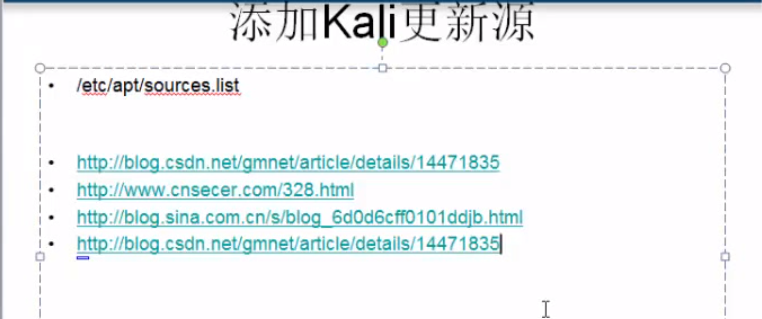 添加Kali更新源
• /etc/apt/sources.list
• http://blog.csdn.net/gmnet/article/details/14471835
• http://www.cnsecer.com/328.html
• http://blog.sina.com.cn/s/blog_6d0d6cff0101ddjb.html
• http://blog.csdn.net/gmnet/article/details/14471835